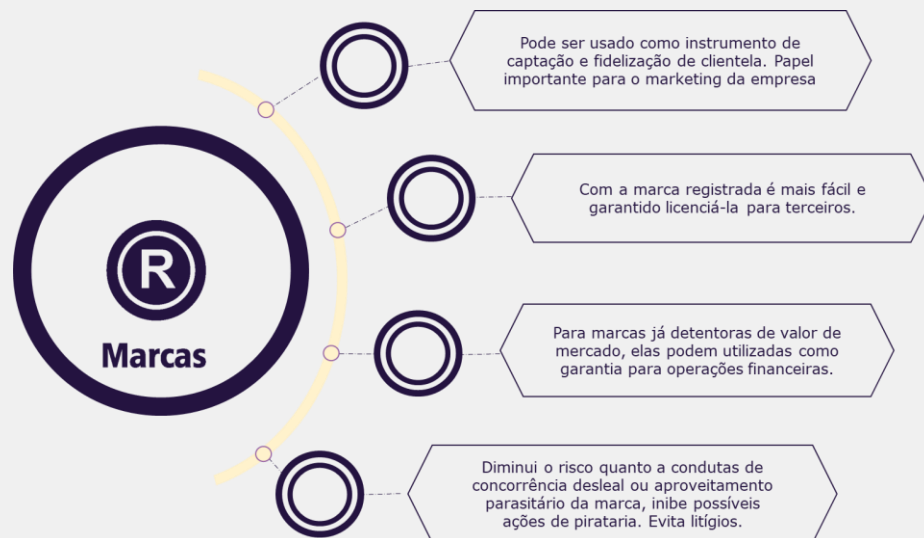 Pode ser usado como instrumento de
captação e fidelização de clientela. Papel
importante para o marketing da empresa
Com a marca registrada é mais fácil e
garantido licenciá-la para terceiros.
R
Marcas
Para marcas já detentoras de valor de
mercado, elas podem utilizadas como
garantia para operações financeiras.
Diminui o risco quanto a condutas de
concorrência desleal ou aproveitamento
parasitário da marca, inibe possíveis
ações de pirataria. Evita litígios.